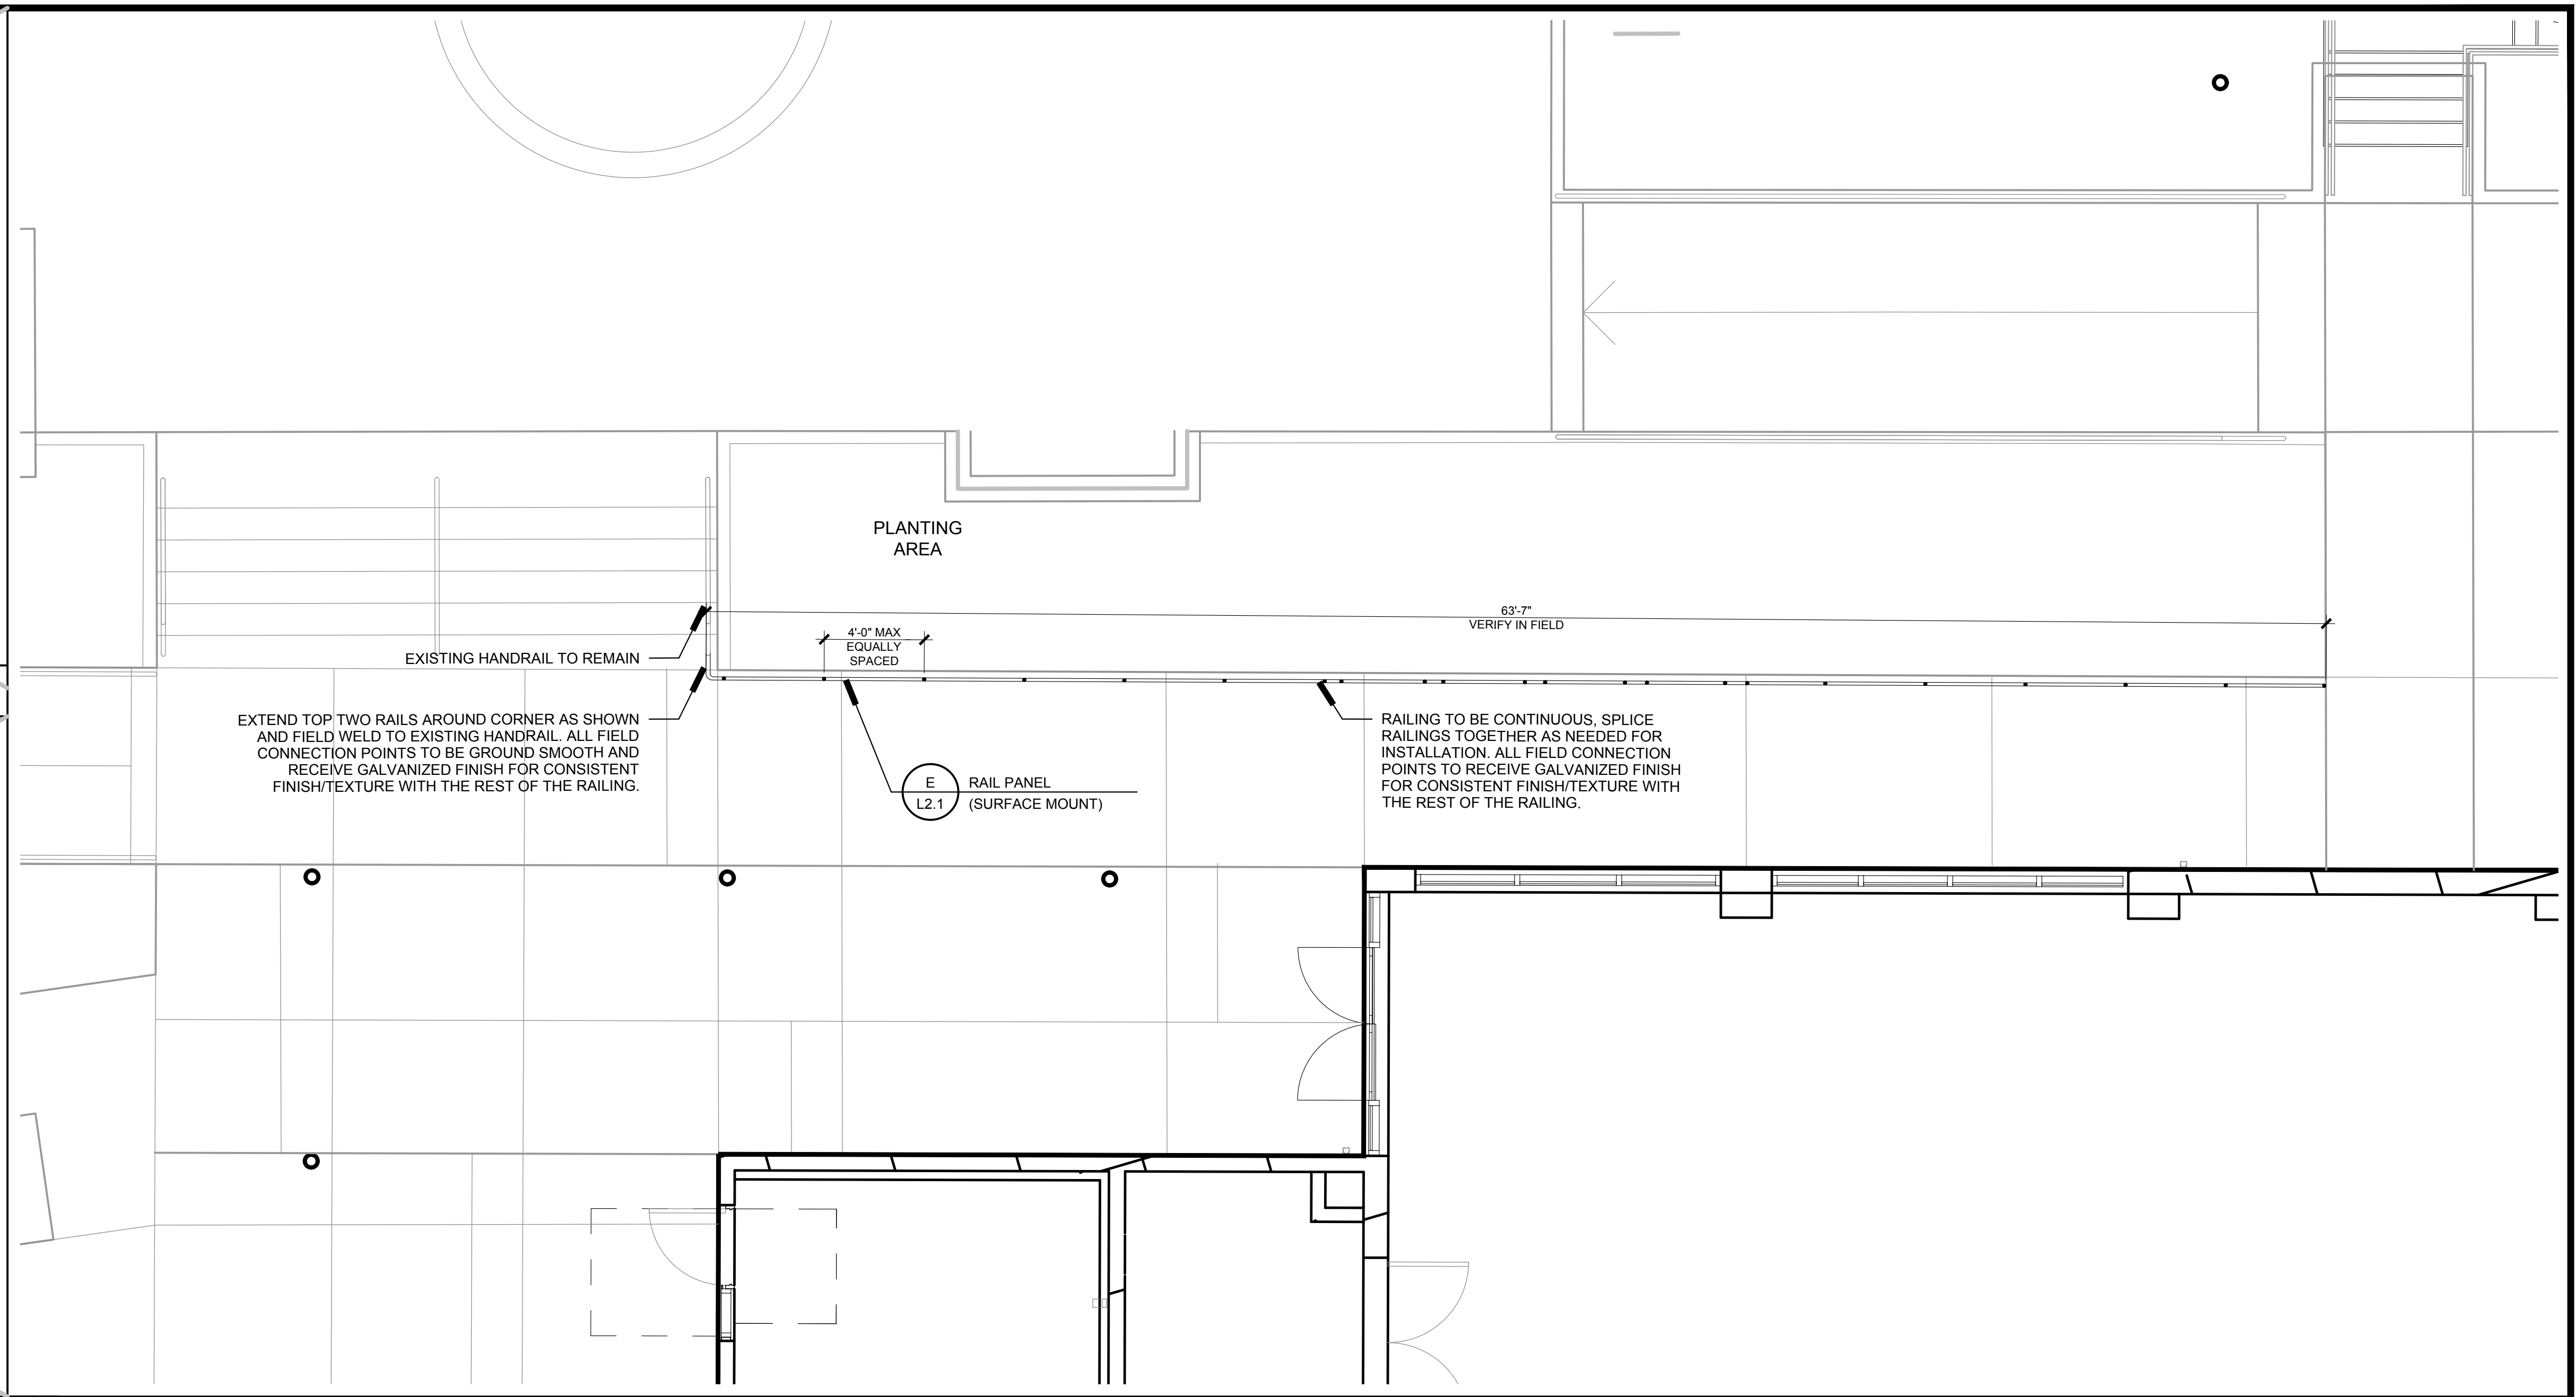 PLANTING
AREA
63'-7"
VERIFY IN FIELD
4'-0" MAX
EQUALLY
SPACED
EXISTING HANDRAIL TO REMAIN
EXTEND TOP TWO RAILS AROUND CORNER AS SHOWN
AND FIELD WELD TO EXISTING HANDRAIL. ALL FIELD
CONNECTION POINTS TO BE GROUND SMOOTH AND
RECEIVE GALVANIZED FINISH FOR CONSISTENT
FINISH/TEXTURE WITH THE REST OF THE RAILING.
E
L2.1
RAIL PANEL
(SURFACE MOUNT)
RAILING TO BE CONTINUOUS, SPLICE
RAILINGS TOGETHER AS NEEDED FOR
INSTALLATION. ALL FIELD CONNECTION
POINTS TO RECEIVE GALVANIZED FINISH
FOR CONSISTENT FINISH/TEXTURE WITH
THE REST OF THE RAILING.